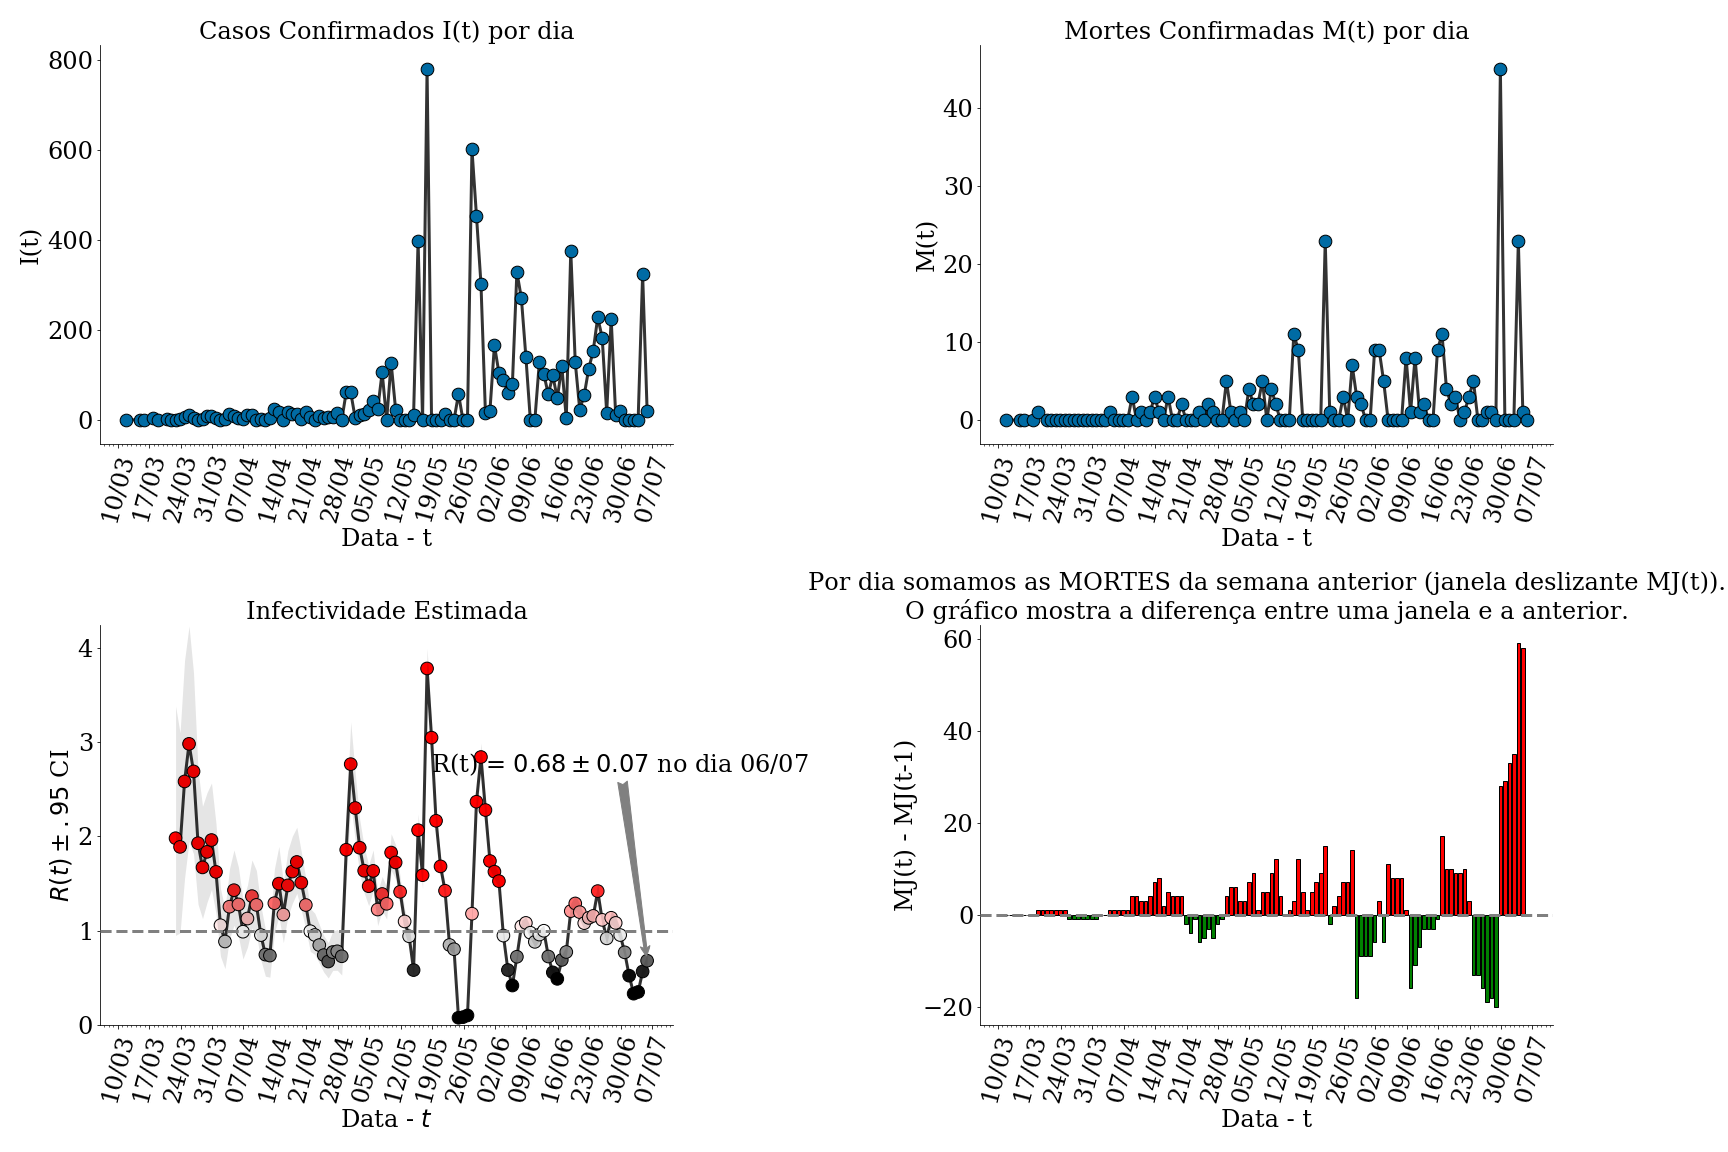 Casos Confirmados I(t) por dia
800
600
400
200
0
I(t)
10/03 17/03 24/03 31/03 07/04 14/04 21/04 28/04 05/05 12/05 19/05 26/05 02/06 09/06 16/06 23/06 30/06 07/07
Data - t
Mortes Confirmadas M(t) por dia
40
30
20
10
0
M(t)
10/03 17/03 24/03 31/03 07/04 14/04 21/04 28/04 05/05 12/05 19/05 26/05 02/06 09/06 16/06 23/06 30/06 07/07
Data - t
Infectividade Estimada
4
3
2
1
0
R(t) ± .95 CI
R(t) = 0.68 ± 0.07 no dia 06/07
10/03 17/03 24/03 31/03 07/04 14/04 21/04 28/04 05/05 12/05 19/05 26/05 02/06 09/06 16/06 23/06 30/06 07/07
Data - t
Por dia somamos as MORTES da semana anterior (janela deslizante MJ(t)).
O gráfico mostra a diferença entre uma janela e a anterior.
60
40
20
0
−20
MJ(t) - MJ(t-1)
10/03 17/03 24/03 31/03 07/04 14/04 21/04 28/04 05/05 12/05 19/05 26/05 02/06 09/06 16/06 23/06 30/06 07/07
Data - t